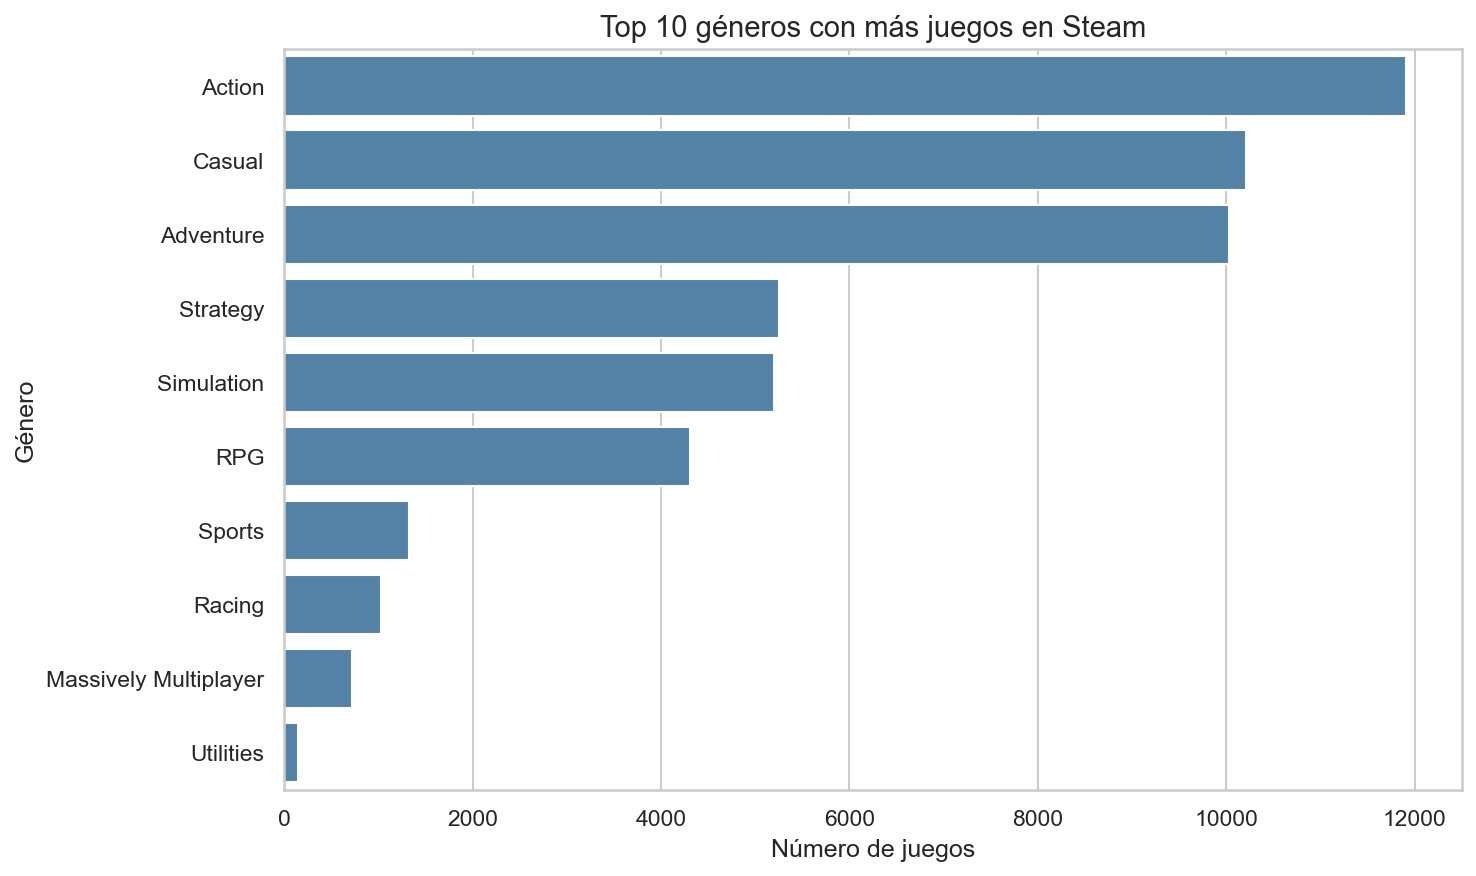 Top 10 géneros con más juegos en Steam
Género
Action
Casual
Adventure
Strategy
Simulation
RPG
Sports
Racing
Massively Multiplayer
Utilities
0 2000 4000 6000 8000 10000 12000
Número de juegos